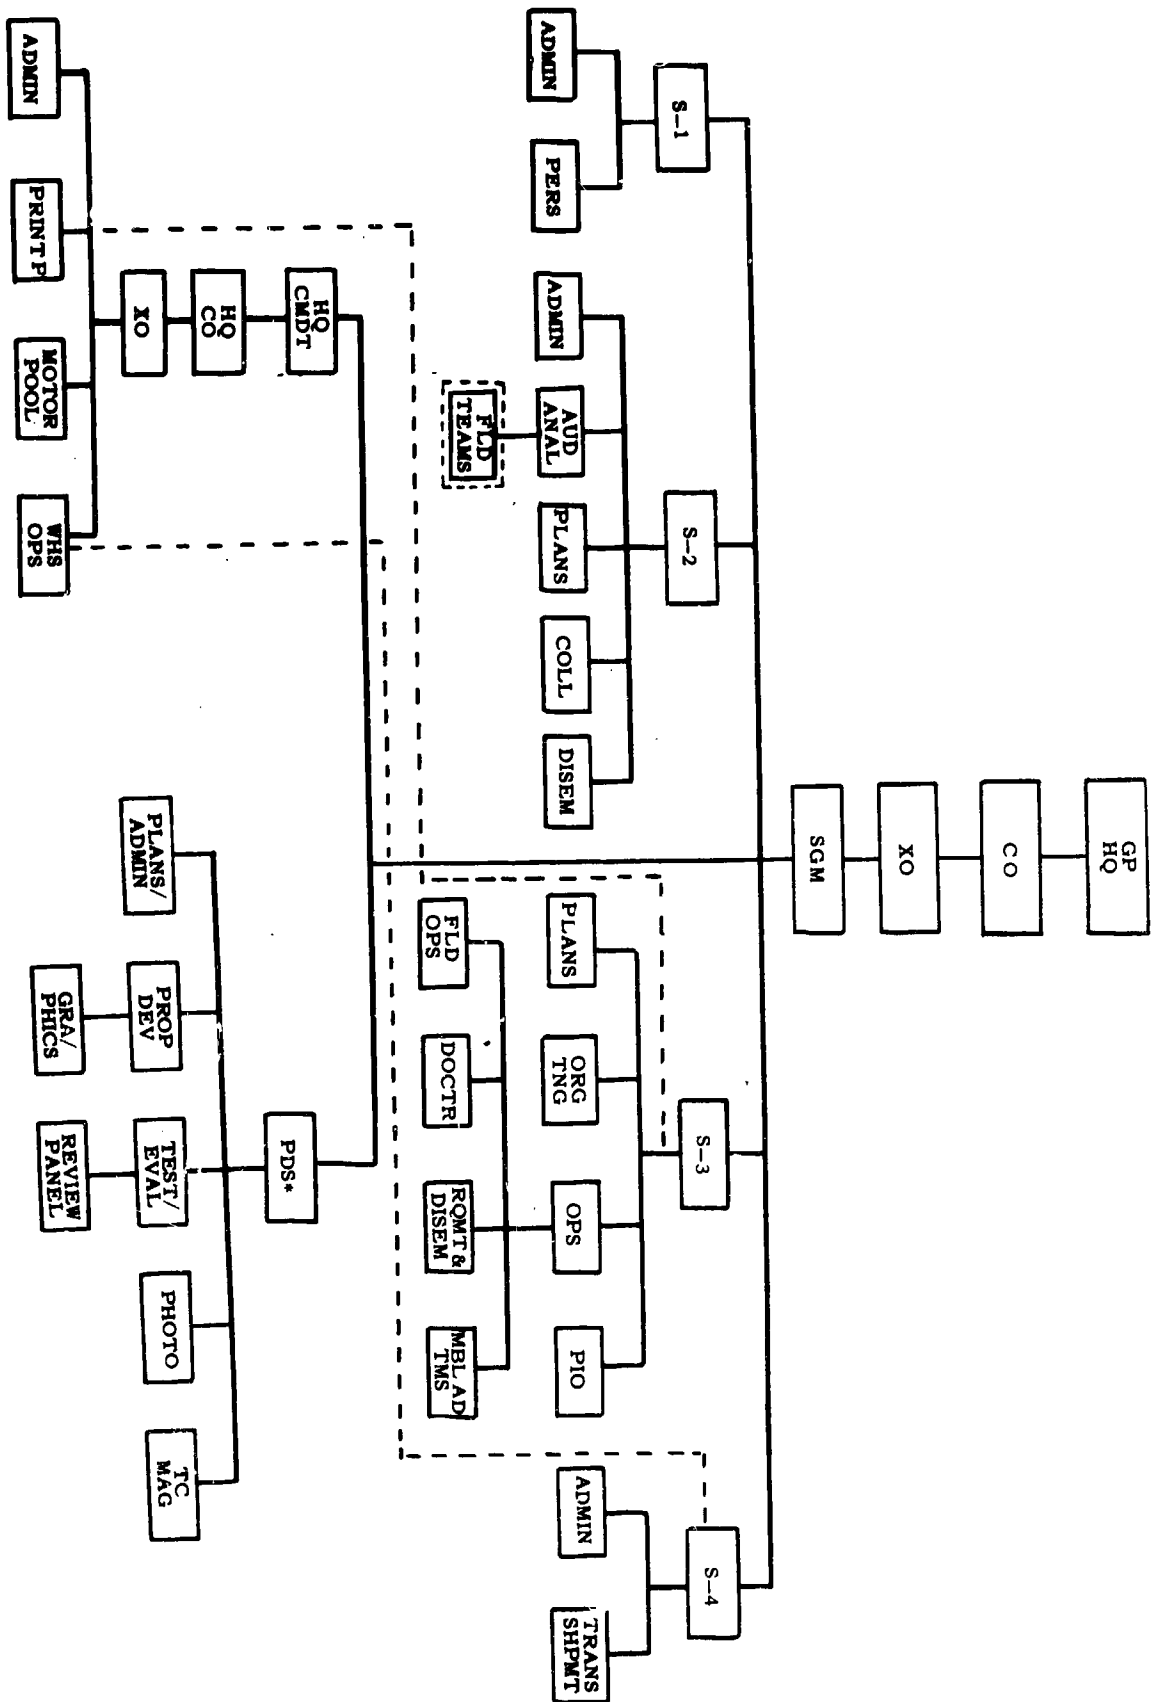 GP
HQ
CO
XO
SGM
S-1
S-2
S-3
S-4
ADMIN
PERS
ADMIN
AUD
ANAL
PLANS
COLL
DISEM
FLD
TEAMS
PLANS
ORG
TNG
OPS
PIO
ADMIN
TRANS
SHPMT
FLD
OPS
DOCTR
RQMT &
DISEM
MBL AD
TMS
HQ
CMDT
HQ
CO
XO
ADMIN
PRINT P
MOTOR
POOL
WHS
OPS
PDS*
PLANS/
ADMIN
PROP
DEV
TEST/
EVAL
PHOTO
TC
MAG
GRA/
PHICS
REVIEW
PANEL